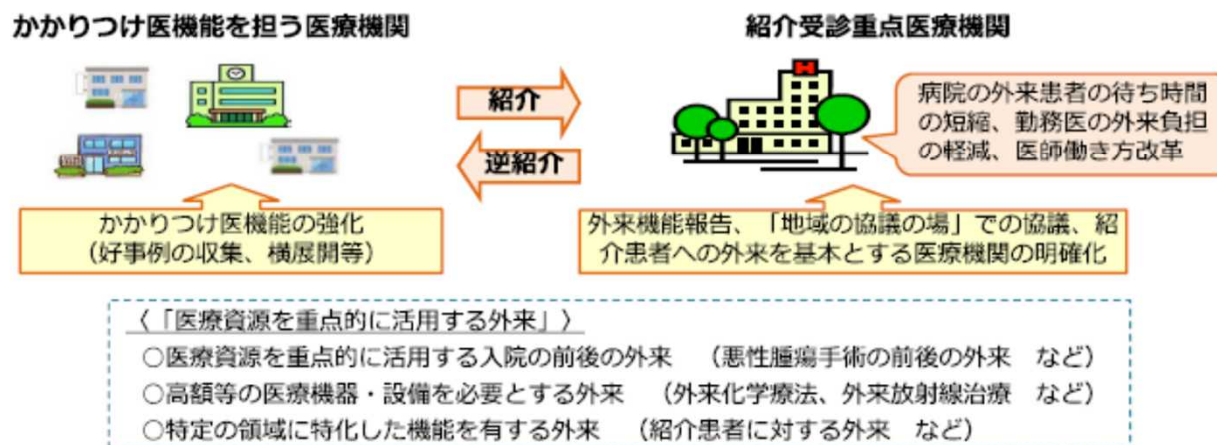 かかりつけ医機能を担う医療機関
紹介受診重点医療機関
紹介
逆紹介
H
病院の外来患者の待ち時間
の短縮、勤務医の外来負担
の軽減、医師働き方改革
かかりつけ医機能の強化
（好事例の収集、横展開等）
外来機能報告、「地域の協議の場」での協議、紹
介患者への外来を基本とする医療機関の明確化
〈「医療資源を重点的に活用する外来」〉
○医療資源を重点的に活用する入院の前後の外来　（悪性腫瘍手術の前後の外来　など）
○高額等の医療機器・設備を必要とする外来　（外来化学療法、外来放射線治療　など）
○特定の領域に特化した機能を有する外来　（紹介患者に対する外来　など）